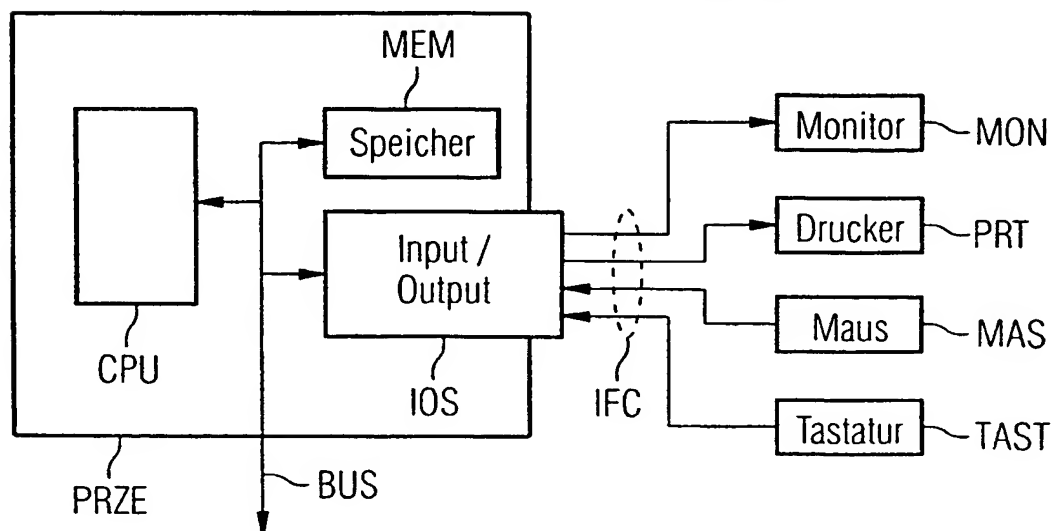 MEM
Speicher
Monitor
MON
Input /
Output
Drucker
PRT
Maus
MAS
CPU
IOS
IFC
Tastatur
TAST
PRZE
BUS